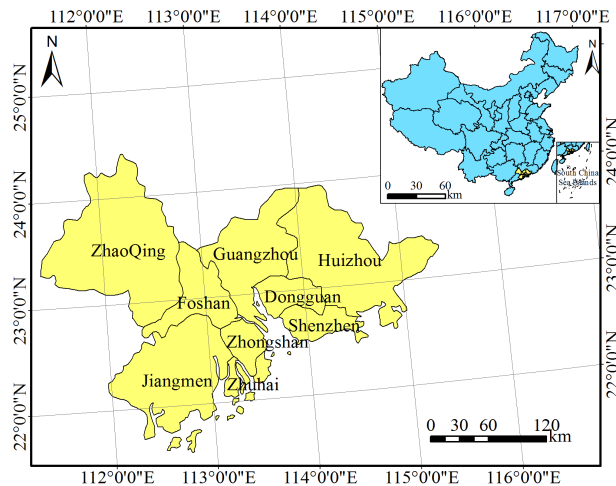 112°0'0"E 113°0'0"E 114°0'0"E 115°0'0"E 116°0'0"E 117°0'0"E
N
N
25°0'0"N
24°0'0"N
23°0'0"N
22°0'0"N
0 30 60
km
South China
Sea Islands
24°0'0"N
23°0'0"N
22°0'0"N
ZhaoQing
Guangzhou
Huizhou
Foshan
Dongguan
Shenzhen
Zhongshan
Jiangmen
Zhuhai
0 30 60 120
km
112°0'0"E 113°0'0"E 114°0'0"E 115°0'0"E 116°0'0"E